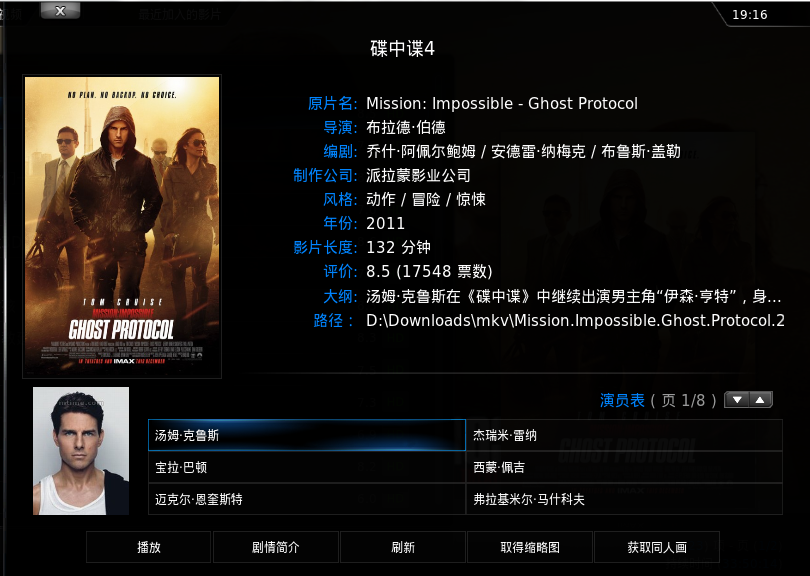 X
19:16
碟中谍4
NO PLAN. NO BACKUP. NO CHOICE.
TOM CRUISE
MISSION: IMPOSSIBLE
GHOST PROTOCOL
原片名: Mission: Impossible - Ghost Protocol
导演: 布拉德·伯德
编剧: 乔什·阿佩尔鲍姆 / 安德雷·纳梅克 / 布鲁斯·盖勒
制作公司: 派拉蒙影业公司
风格: 动作 / 冒险 / 惊悚
年份: 2011
影片长度: 132 分钟
评价: 8.5 (17548 票数)
大纲: 汤姆·克鲁斯在《碟中谍》中继续出演男主角“伊森·亨特”，身...
路径： D:\Downloads\mkv\Mission.Impossible.Ghost.Protocol.2
演员表 ( 页 1/8 )
汤姆·克鲁斯 杰瑞米·雷纳
宝拉·巴顿 西蒙·佩吉
迈克尔·恩奎斯特 弗拉基米尔·马什科夫
播放 剧情简介 刷新 取得缩略图 获取同人画